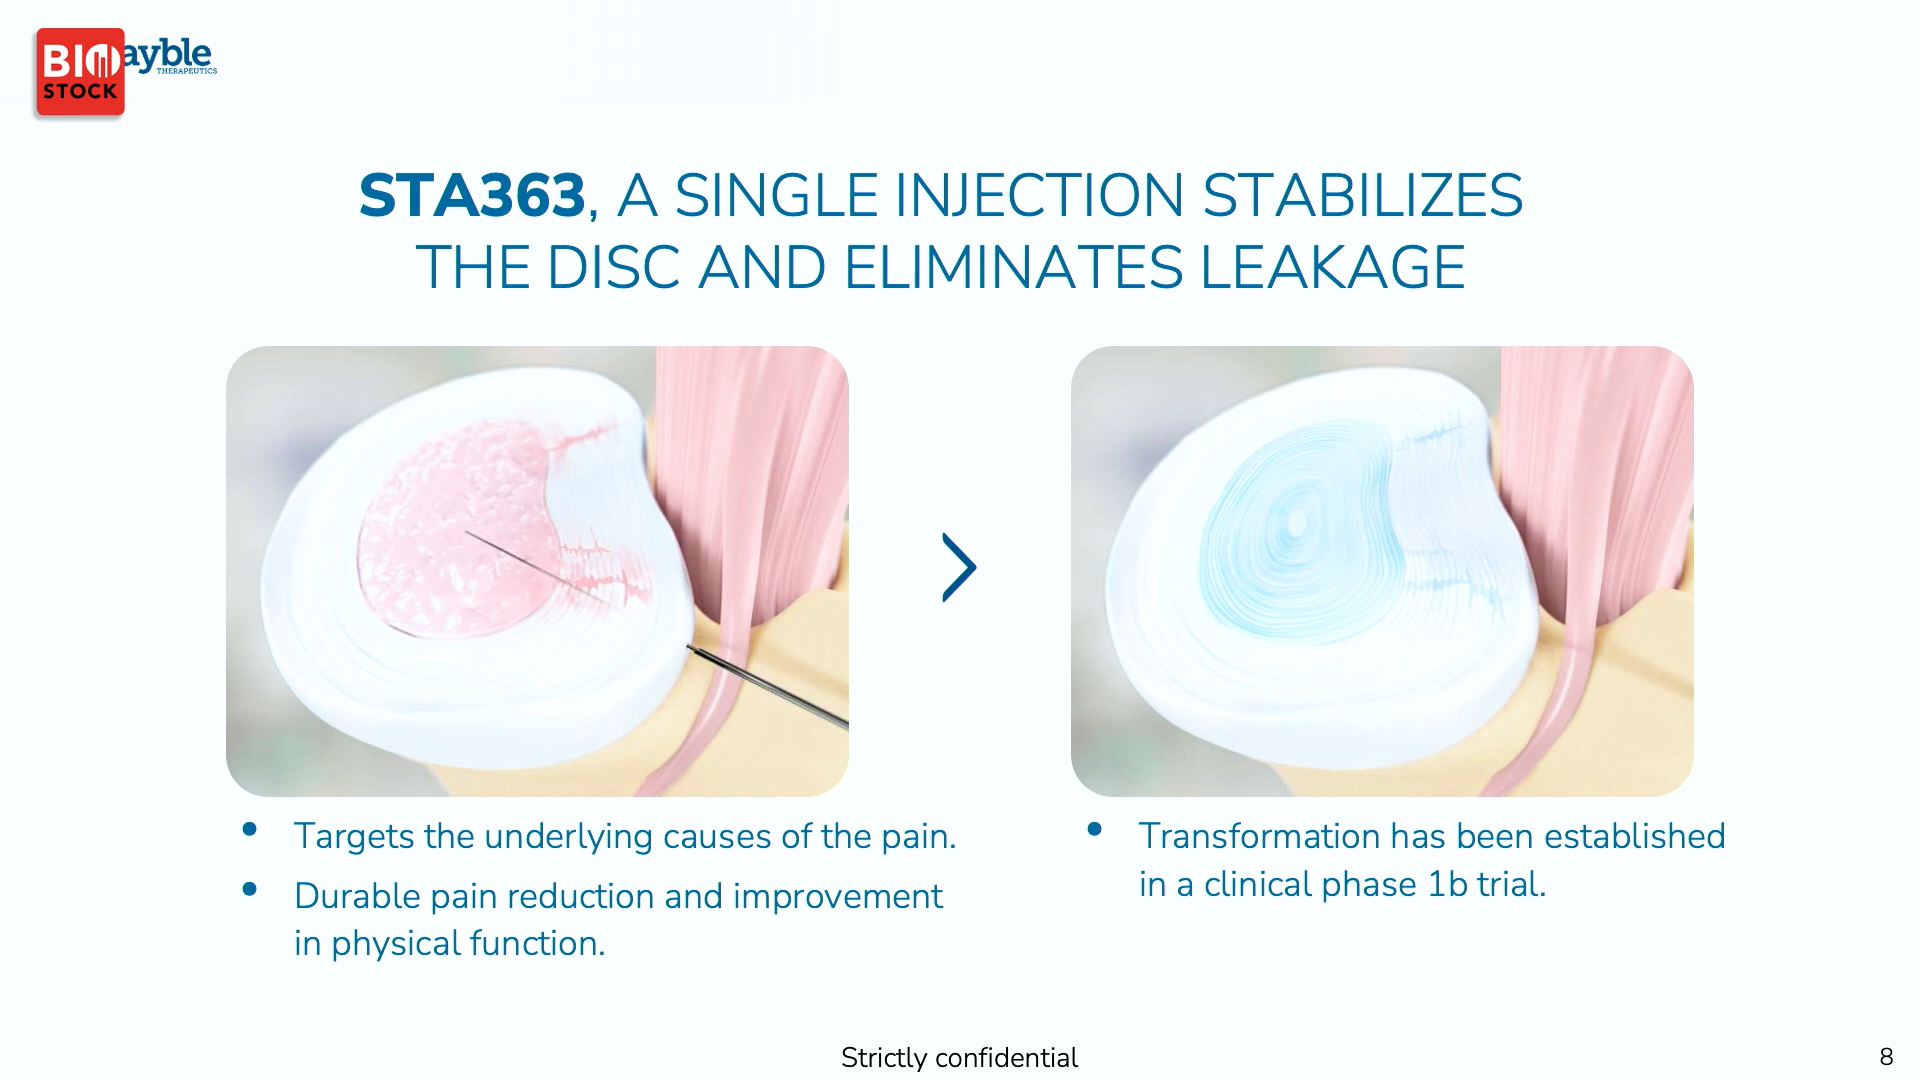 BIO
STOCK
ayble
THERAPEUTICS
STA363, A SINGLE INJECTION STABILIZES
THE DISC AND ELIMINATES LEAKAGE
• Targets the underlying causes of the pain.
• Durable pain reduction and improvement
in physical function.
• Transformation has been established
in a clinical phase 1b trial.
Strictly confidential
8